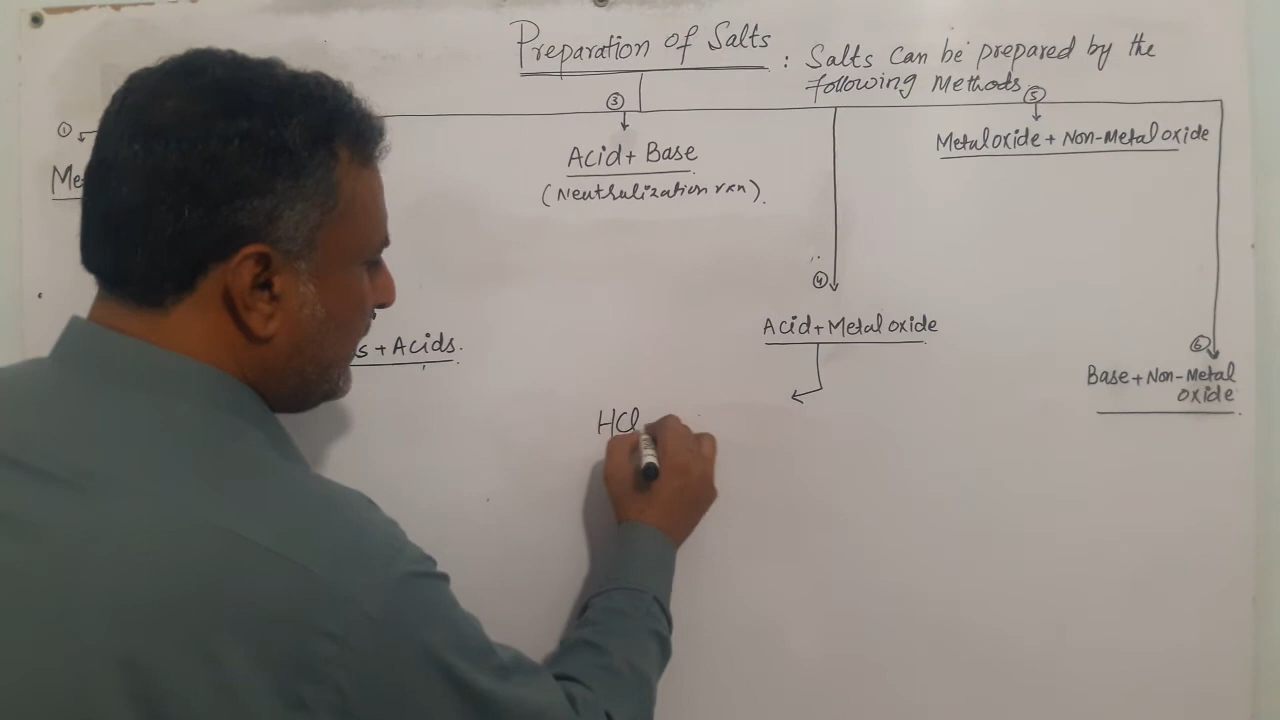 Preparation of Salts : Salts can be prepared by the
following Methods
① ③ ⑤
Me
Acid + Base
(Neutralization rxn).
Metal oxide + Non-Metal oxide
④
Acid + Metal oxide
s + Acids.
⑥
Base + Non-Metal
oxide
HCl